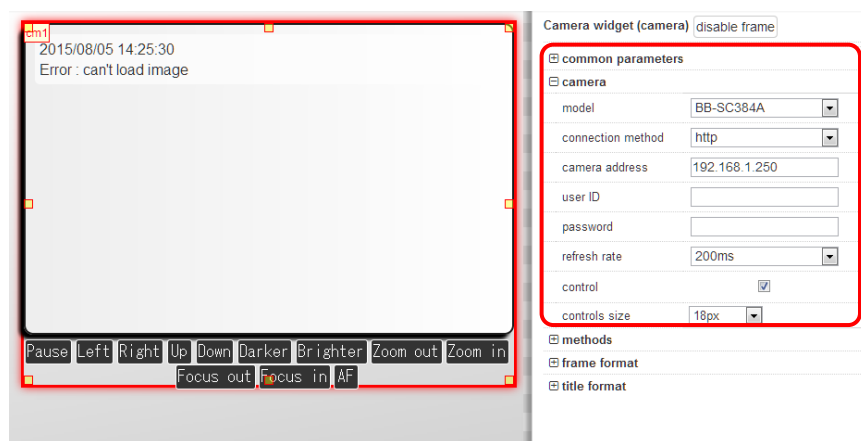 cm1
2015/08/05 14:25:30
Error : can't load image
Pause Left Right Up Down Darker Brighter Zoom out Zoom in
Focus out Focus in AF
Camera widget (camera) disable frame
common parameters
camera
model BB-SC384A
connection method http
camera address 192.168.1.250
user ID
password
refresh rate 200ms
control
controls size 18px
methods
frame format
title format